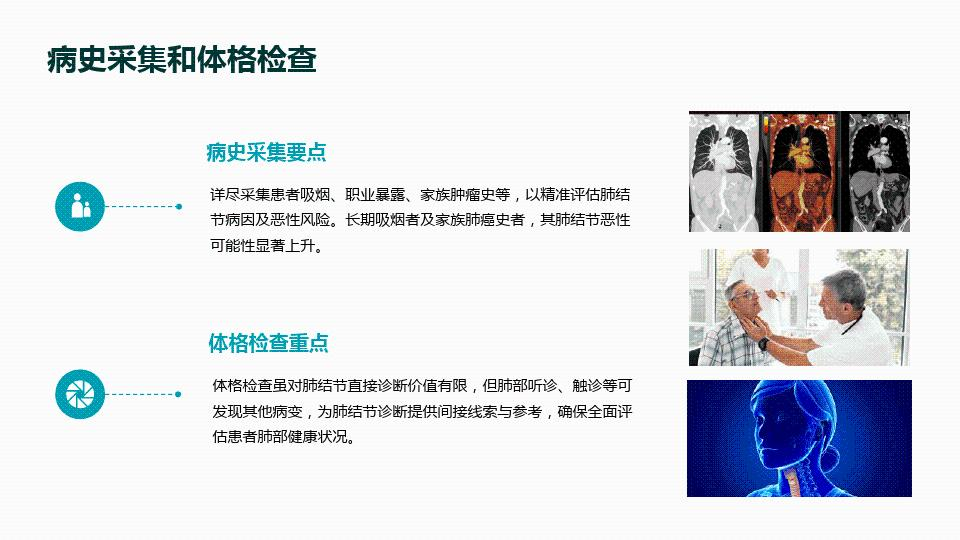 病史采集和体格检查
病史采集要点
详尽采集患者吸烟、职业暴露、家族肿瘤史等，以精准评估肺结
节病因及恶性风险。长期吸烟者及家族肺癌史者，其肺结节恶性
可能性显著上升。
体格检查重点
体格检查虽对肺结节直接诊断价值有限，但肺部听诊、触诊等可
发现其他病变，为肺结节诊断提供间接线索与参考，确保全面评
估患者肺部健康状况。